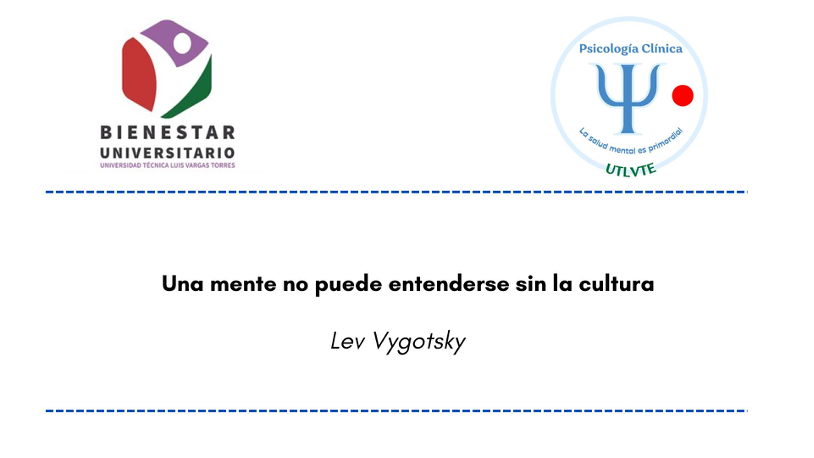 BIENESTAR
UNIVERSITARIO
UNIVERSIDAD TÉCNICA LUIS VARGAS TORRES
Psicología Clínica
La salud mental es primordial
UTLVTE
Una mente no puede entenderse sin la cultura
Lev Vygotsky